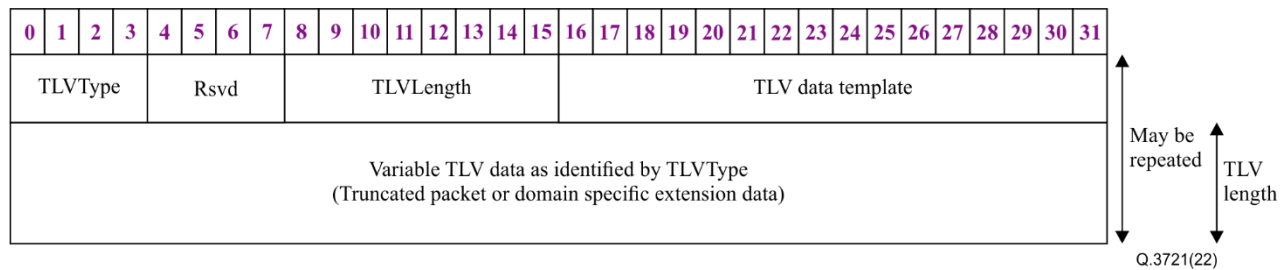 0 1 2 3 4 5 6 7 8 9 10 11 12 13 14 15 16 17 18 19 20 21 22 23 24 25 26 27 28 29 30 31
TLVType Rsvd TLVLength TLV data template
May be
repeated
Variable TLV data as identified by TLVType
(Truncated packet or domain specific extension data)
TLV
length
Q.3721(22)